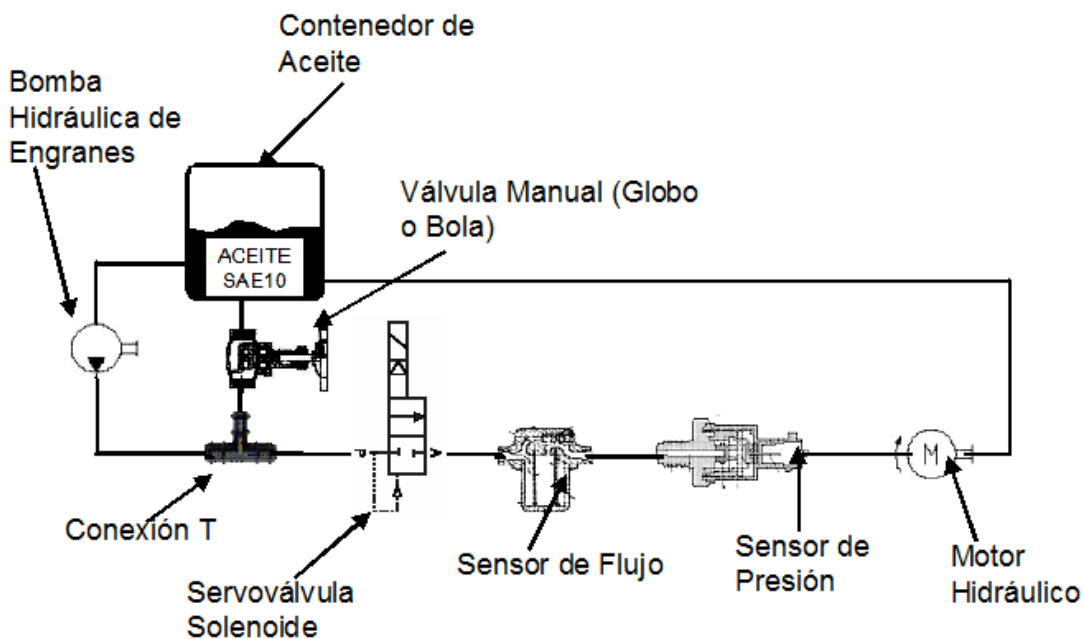 Contenedor de
Aceite
Bomba
Hidráulica de
Engranes
Válvula Manual (Globo
o Bola)
ACEITE
SAE10
M
Conexión T
Servoválvula
Solenoide
Sensor de Flujo
Sensor de
Presión
Motor
Hidráulico